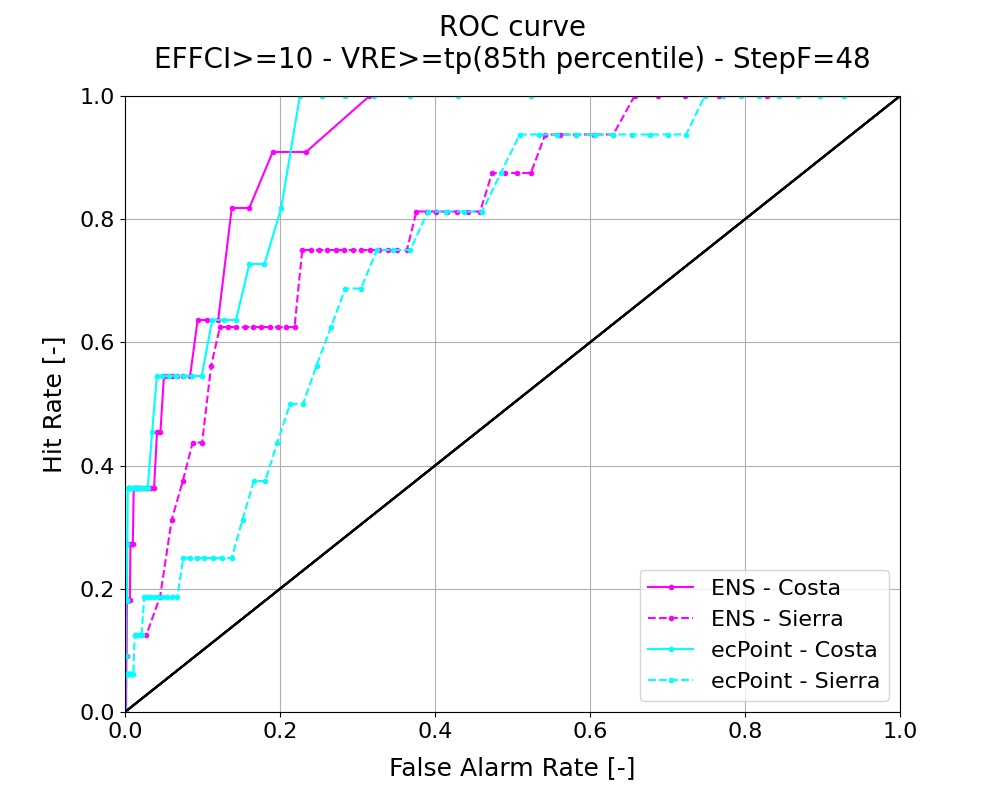 ROC curve
EFFCI>=10 - VRE>=tp(85th percentile) - StepF=48
1.0
0.8
0.6
0.4
0.2
0.0
Hit Rate [-]
0.0 0.2 0.4 0.6 0.8 1.0
False Alarm Rate [-]
ENS - Costa
ENS - Sierra
ecPoint - Costa
ecPoint - Sierra